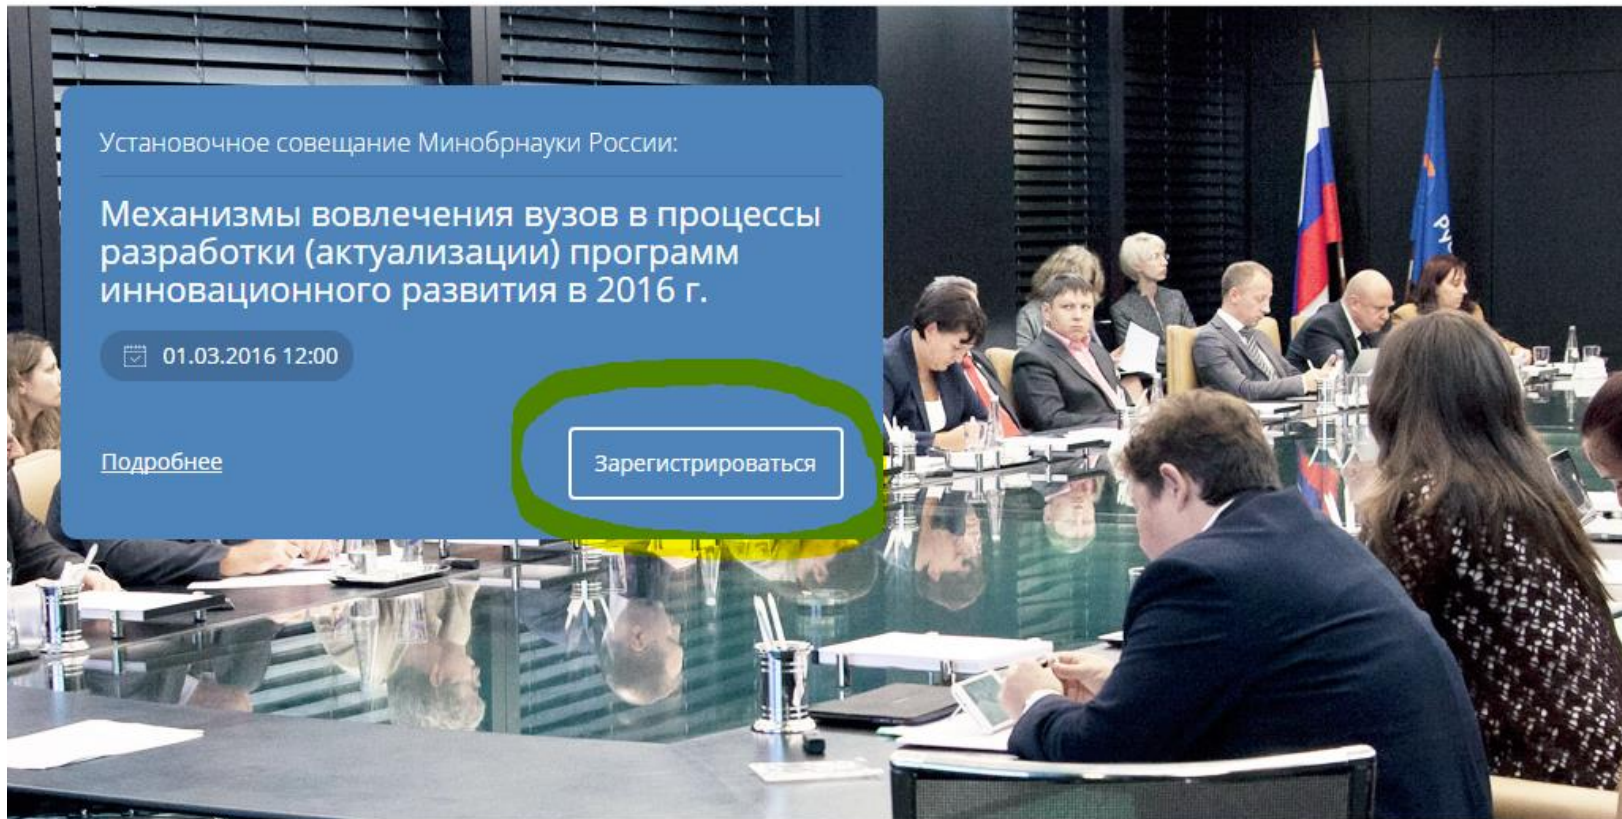 Установочное совещание Минобрнауки России:
Механизмы вовлечения вузов в процессы
разработки (актуализации) программ
инновационного развития в 2016 г.
01.03.2016 12:00
Подробнее
Зарегистрироваться